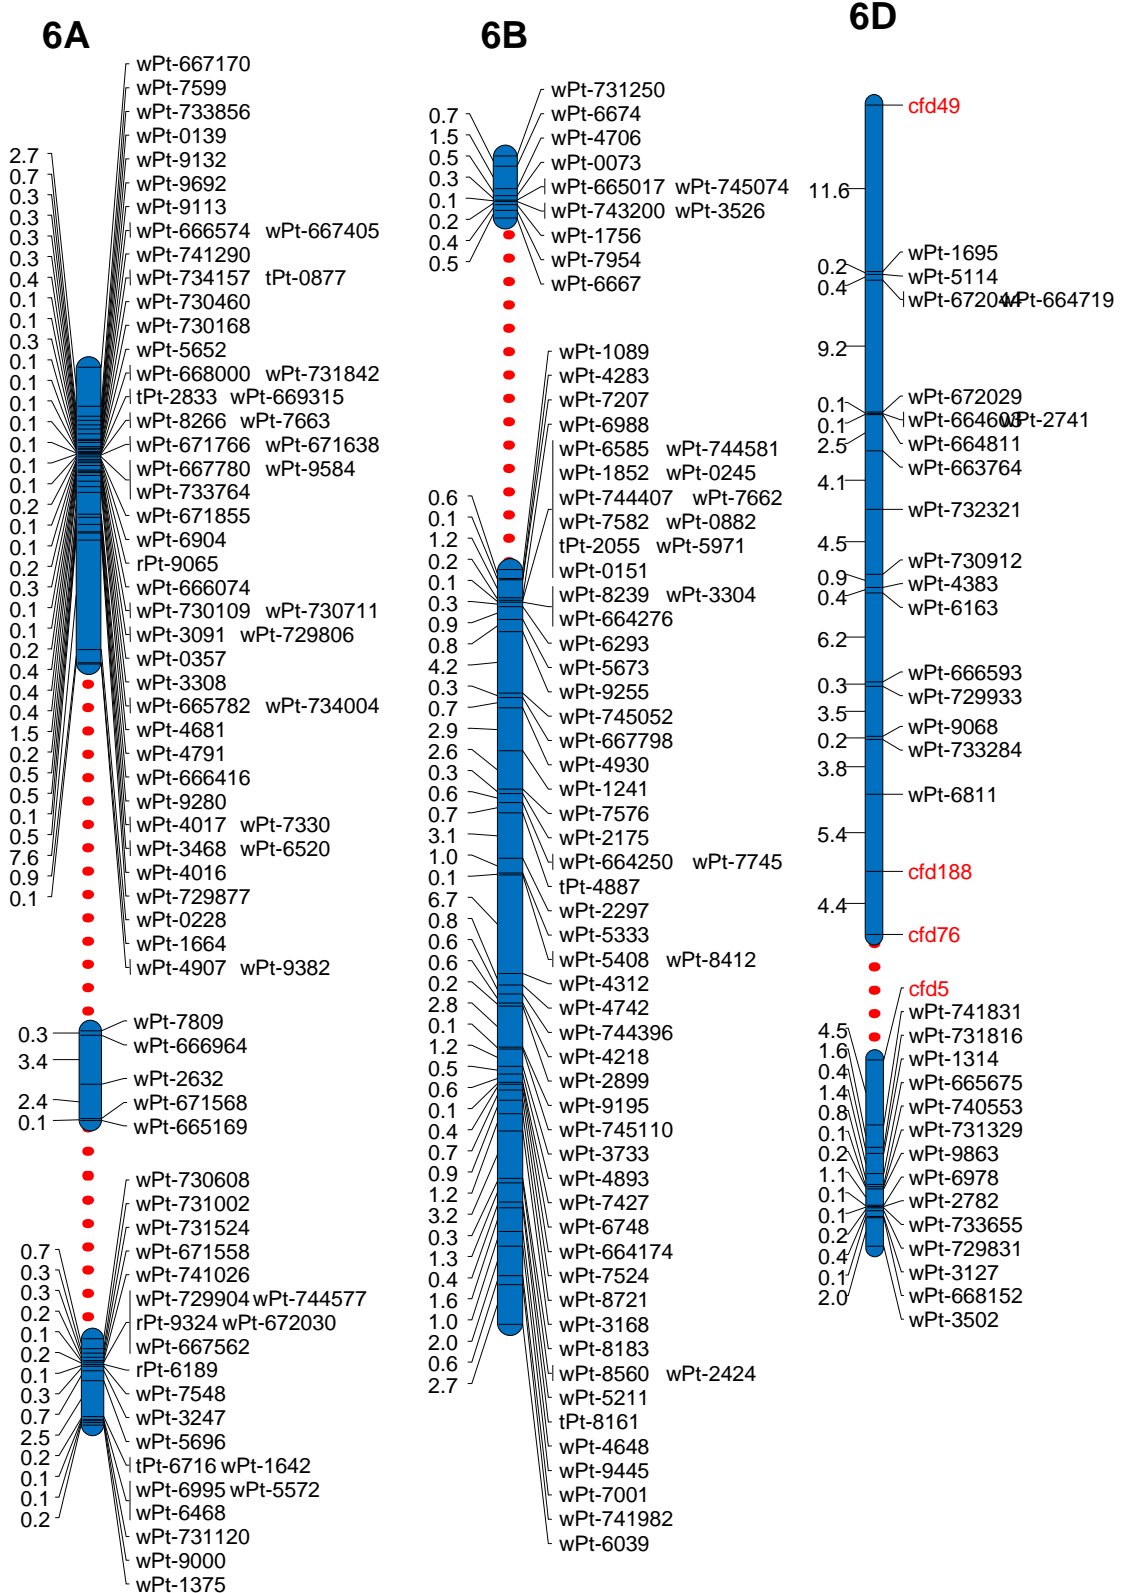 6A
wPt-667170
wPt-7599
wPt-733856
wPt-0139
wPt-9132
wPt-9692
wPt-9113
wPt-666574 wPt-667405
wPt-741290
wPt-734157 tPt-0877
wPt-730460
wPt-730168
wPt-5652
wPt-668000 wPt-731842
tPt-2833 wPt-669315
wPt-8266 wPt-7663
wPt-671766 wPt-671638
wPt-667780 wPt-9584
wPt-733764
wPt-671855
wPt-6904
rPt-9065
wPt-666074
wPt-730109 wPt-730711
wPt-3091 wPt-729806
wPt-0357
wPt-3308
wPt-665782 wPt-734004
wPt-4681
wPt-4791
wPt-666416
wPt-9280
wPt-4017 wPt-7330
wPt-3468 wPt-6520
wPt-4016
wPt-729877
wPt-0228
wPt-1664
wPt-4907 wPt-9382
2.7
0.7
0.3
0.3
0.3
0.3
0.4
0.1
0.1
0.3
0.1
0.1
0.1
0.1
0.1
0.1
0.1
0.2
0.1
0.1
0.2
0.3
0.1
0.1
0.2
0.4
0.4
0.4
1.5
0.2
0.5
0.5
0.1
0.5
7.6
0.9
0.1
wPt-7809
wPt-666964
wPt-2632
wPt-671568
wPt-665169
0.3
3.4
2.4
0.1
wPt-730608
wPt-731002
wPt-731524
wPt-671558
wPt-741026
wPt-729904 wPt-744577
rPt-9324 wPt-672030
wPt-667562
rPt-6189
wPt-7548
wPt-3247
wPt-5696
tPt-6716 wPt-1642
wPt-6995 wPt-5572
wPt-6468
wPt-731120
wPt-9000
wPt-1375
0.7
0.3
0.3
0.2
0.1
0.2
0.1
0.3
0.7
2.5
0.2
0.1
0.1
0.2
6B
wPt-731250
wPt-6674
wPt-4706
wPt-0073
wPt-665017 wPt-745074
wPt-743200 wPt-3526
wPt-1756
wPt-7954
wPt-6667
0.7
1.5
0.5
0.3
0.1
0.2
0.4
0.5
wPt-1089
wPt-4283
wPt-7207
wPt-6988
wPt-6585 wPt-744581
wPt-1852 wPt-0245
wPt-744407 wPt-7662
wPt-7582 wPt-0882
tPt-2055 wPt-5971
wPt-0151
wPt-8239 wPt-3304
wPt-664276
wPt-6293
wPt-5673
wPt-9255
wPt-745052
wPt-667798
wPt-4930
wPt-1241
wPt-7576
wPt-2175
wPt-664250 wPt-7745
tPt-4887
wPt-2297
wPt-5333
wPt-5408 wPt-8412
wPt-4312
wPt-4742
wPt-744396
wPt-4218
wPt-2899
wPt-9195
wPt-745110
wPt-3733
wPt-4893
wPt-7427
wPt-6748
wPt-664174
wPt-7524
wPt-8721
wPt-3168
wPt-8183
wPt-8560 wPt-2424
wPt-5211
tPt-8161
wPt-4648
wPt-9445
wPt-7001
wPt-741982
wPt-6039
0.6
0.1
1.2
0.2
0.1
0.3
0.9
0.8
4.2
0.3
0.7
2.9
2.6
0.3
0.6
0.7
3.1
1.0
0.1
6.7
0.8
0.6
0.6
0.2
2.8
0.1
1.2
0.5
0.6
0.1
0.4
0.7
0.9
1.2
3.2
0.3
1.3
0.4
1.6
1.0
2.0
0.6
2.7
6D
cfd49
wPt-1695
wPt-5114
wPt-672044 wPt-664719
wPt-672029
wPt-664603 wPt-2741
wPt-664811
wPt-663764
wPt-732321
wPt-730912
wPt-4383
wPt-6163
wPt-666593
wPt-729933
wPt-9068
wPt-733284
wPt-6811
cfd188
cfd76
11.6
0.2
0.4
9.2
0.1
0.1
2.5
4.1
4.5
0.9
0.4
6.2
0.3
3.5
0.2
3.8
5.4
4.4
cfd5
wPt-741831
wPt-731816
wPt-1314
wPt-665675
wPt-740553
wPt-731329
wPt-9863
wPt-6978
wPt-2782
wPt-733655
wPt-729831
wPt-3127
wPt-668152
wPt-3502
4.5
1.6
0.4
1.4
0.8
0.1
0.2
1.1
0.1
0.1
0.2
0.4
0.1
2.0